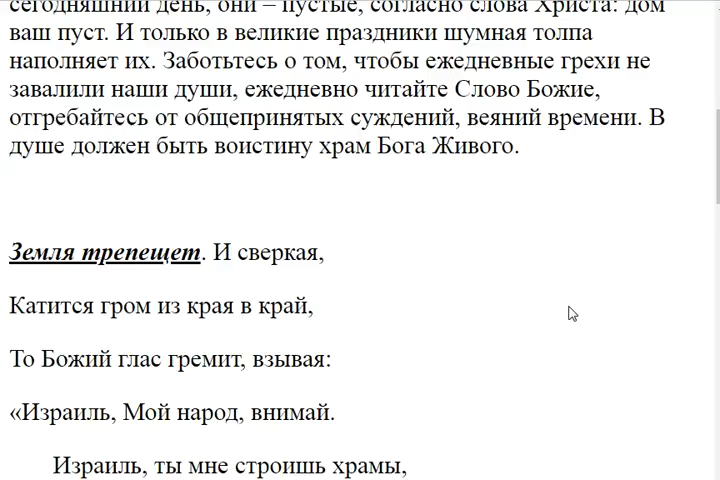 сегодняшний день, они – пустые, согласно слова Христа: дом
ваш пуст. И только в великие праздники шумная толпа
наполняет их. Заботьтесь о том, чтобы ежедневные грехи не
завалили наши души, ежедневно читайте Слово Божие,
отгребайтесь от общепринятых суждений, веяний времени. В
душе должен быть воистину храм Бога Живого.
Земля трепещет. И сверкая,
Катится гром из края в край,
То Божий глас гремит, взывая:
«Израиль, Мой народ, внимай.
Израиль, ты мне строишь храмы,